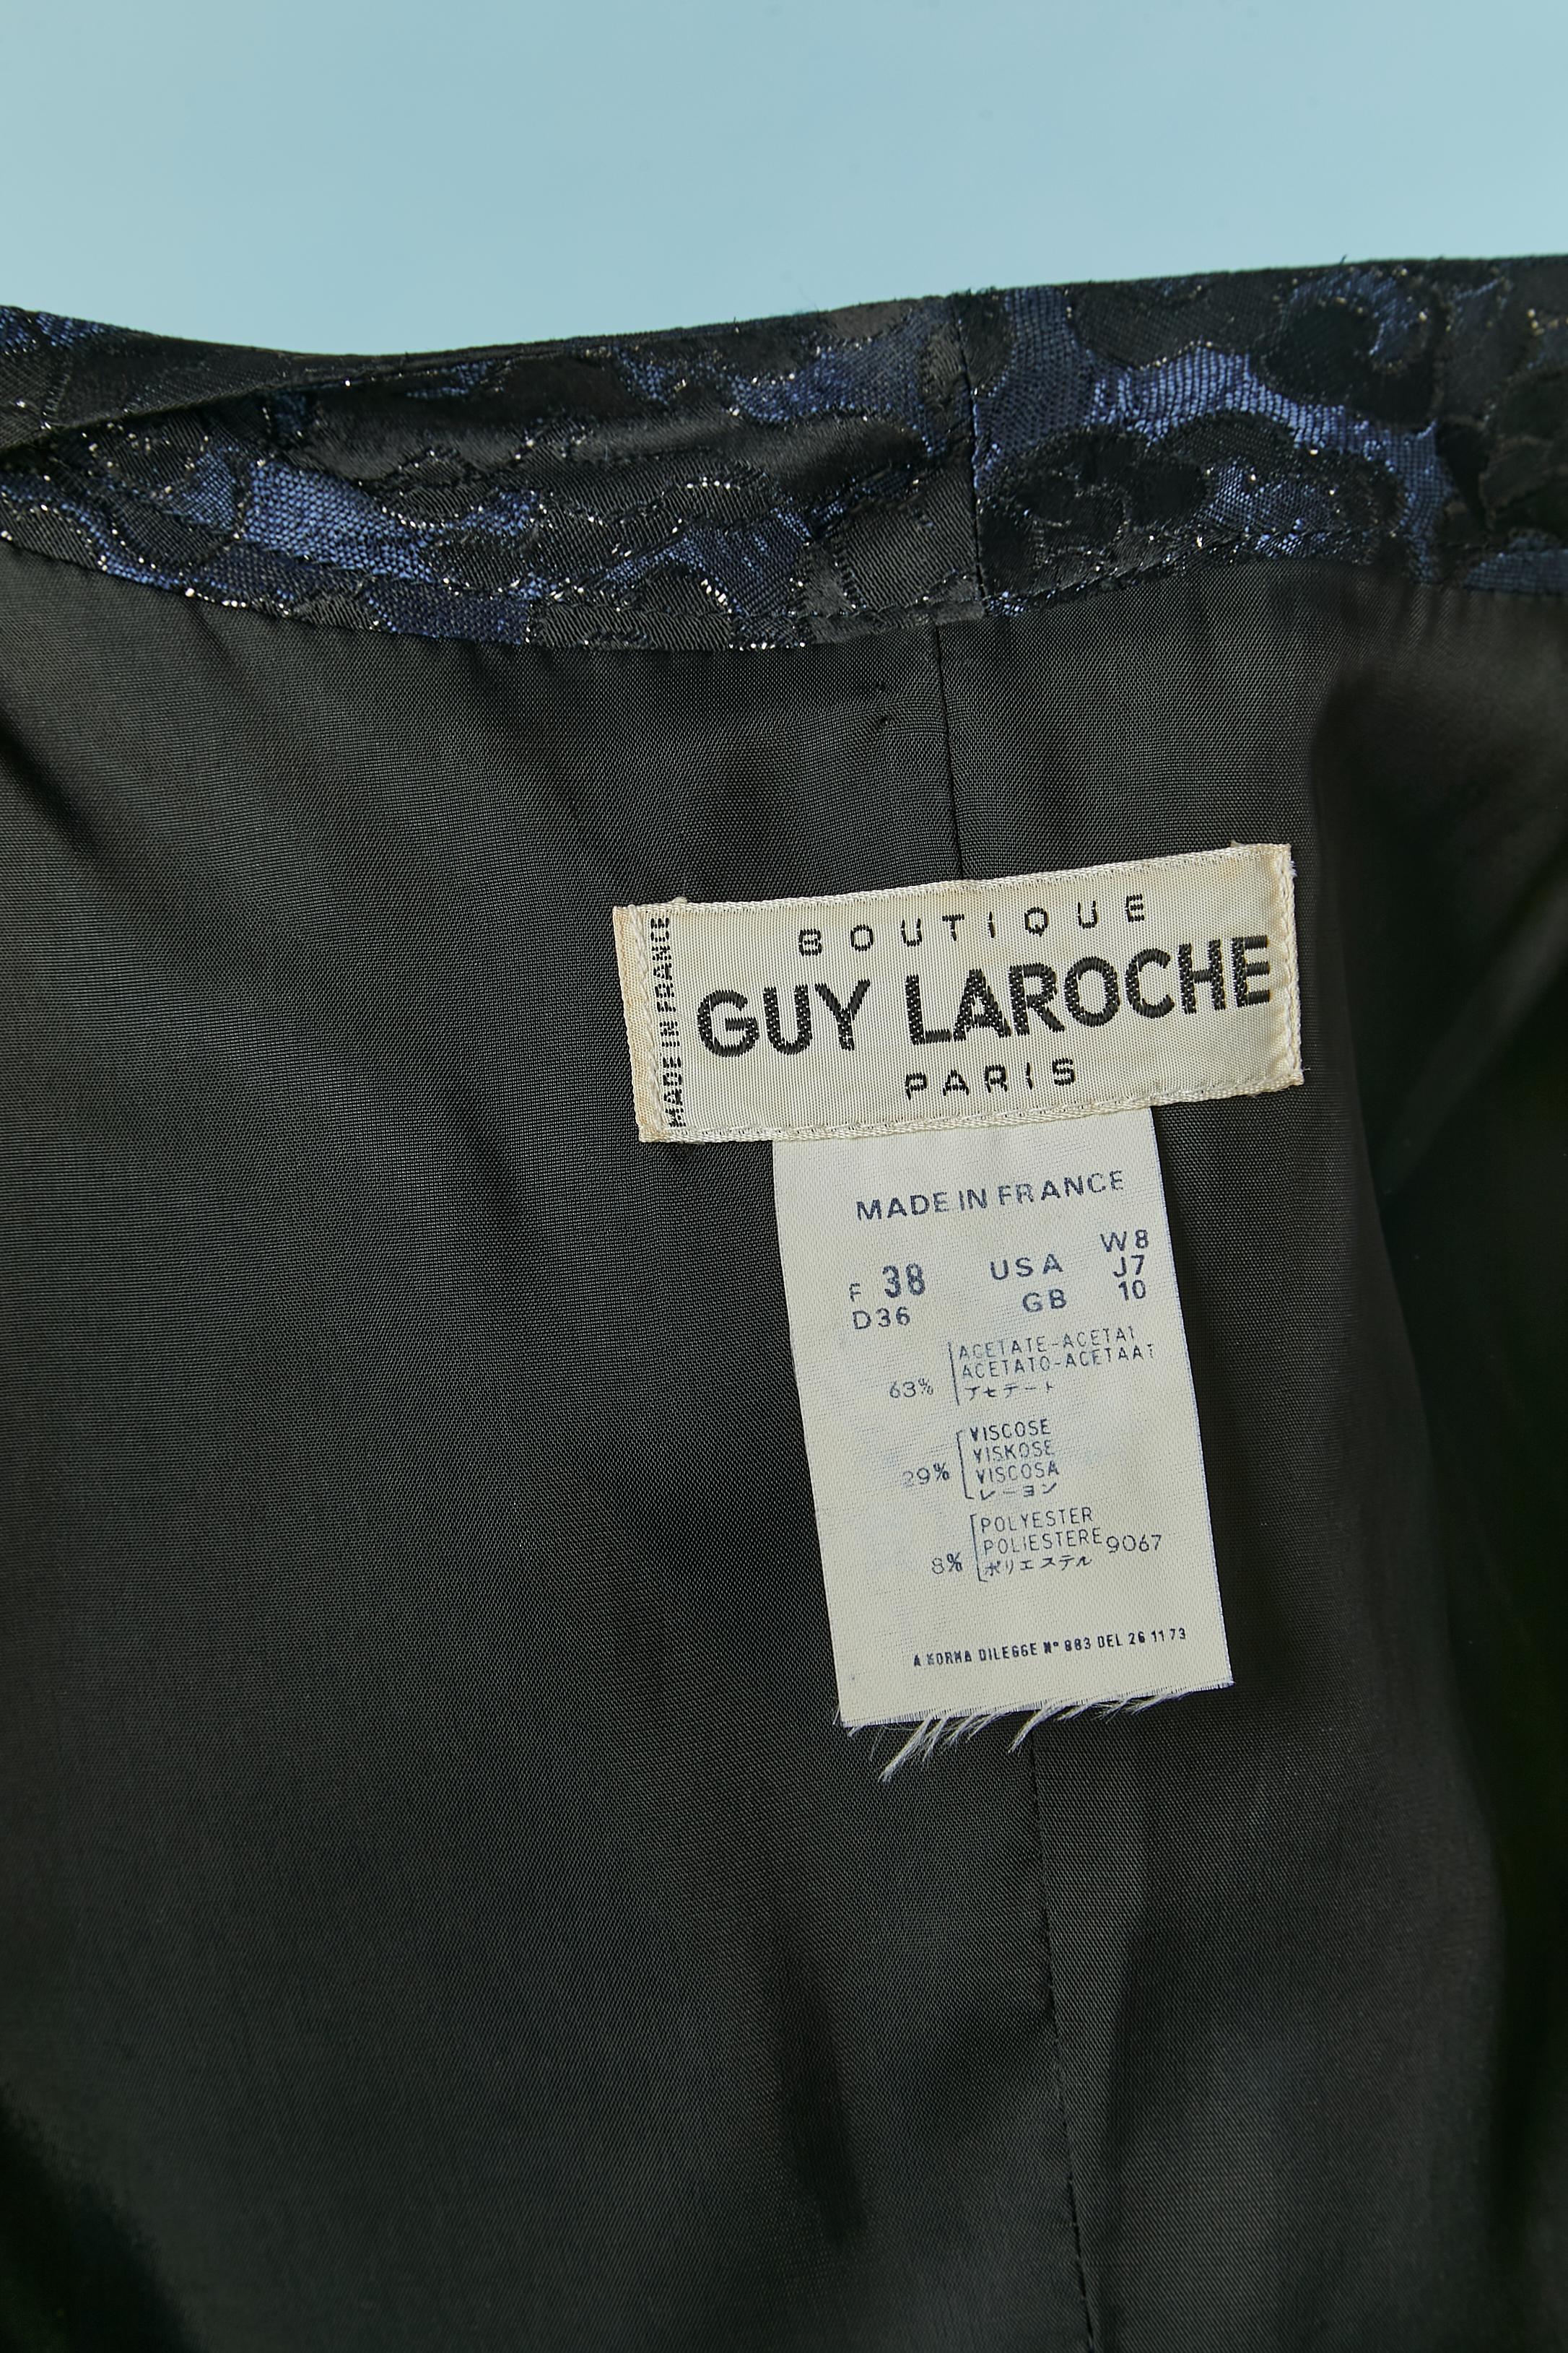 BOUTIQUE
GUY LAROCHE
PARIS
MADE IN FRANCE
MADE IN FRANCE
F 38 USA W8
J7
D36 GB 10
63% ACETATE-ACETAT
ACETATO-ACETAAT
アセテート
29% VISCOSE
VISKOSE
VISCOSA
レーヨン
8% POLYESTER
POLIESTERE 9067
ポリエステル
A NORMA DILEGGE Nº 883 DEL 26 11 73